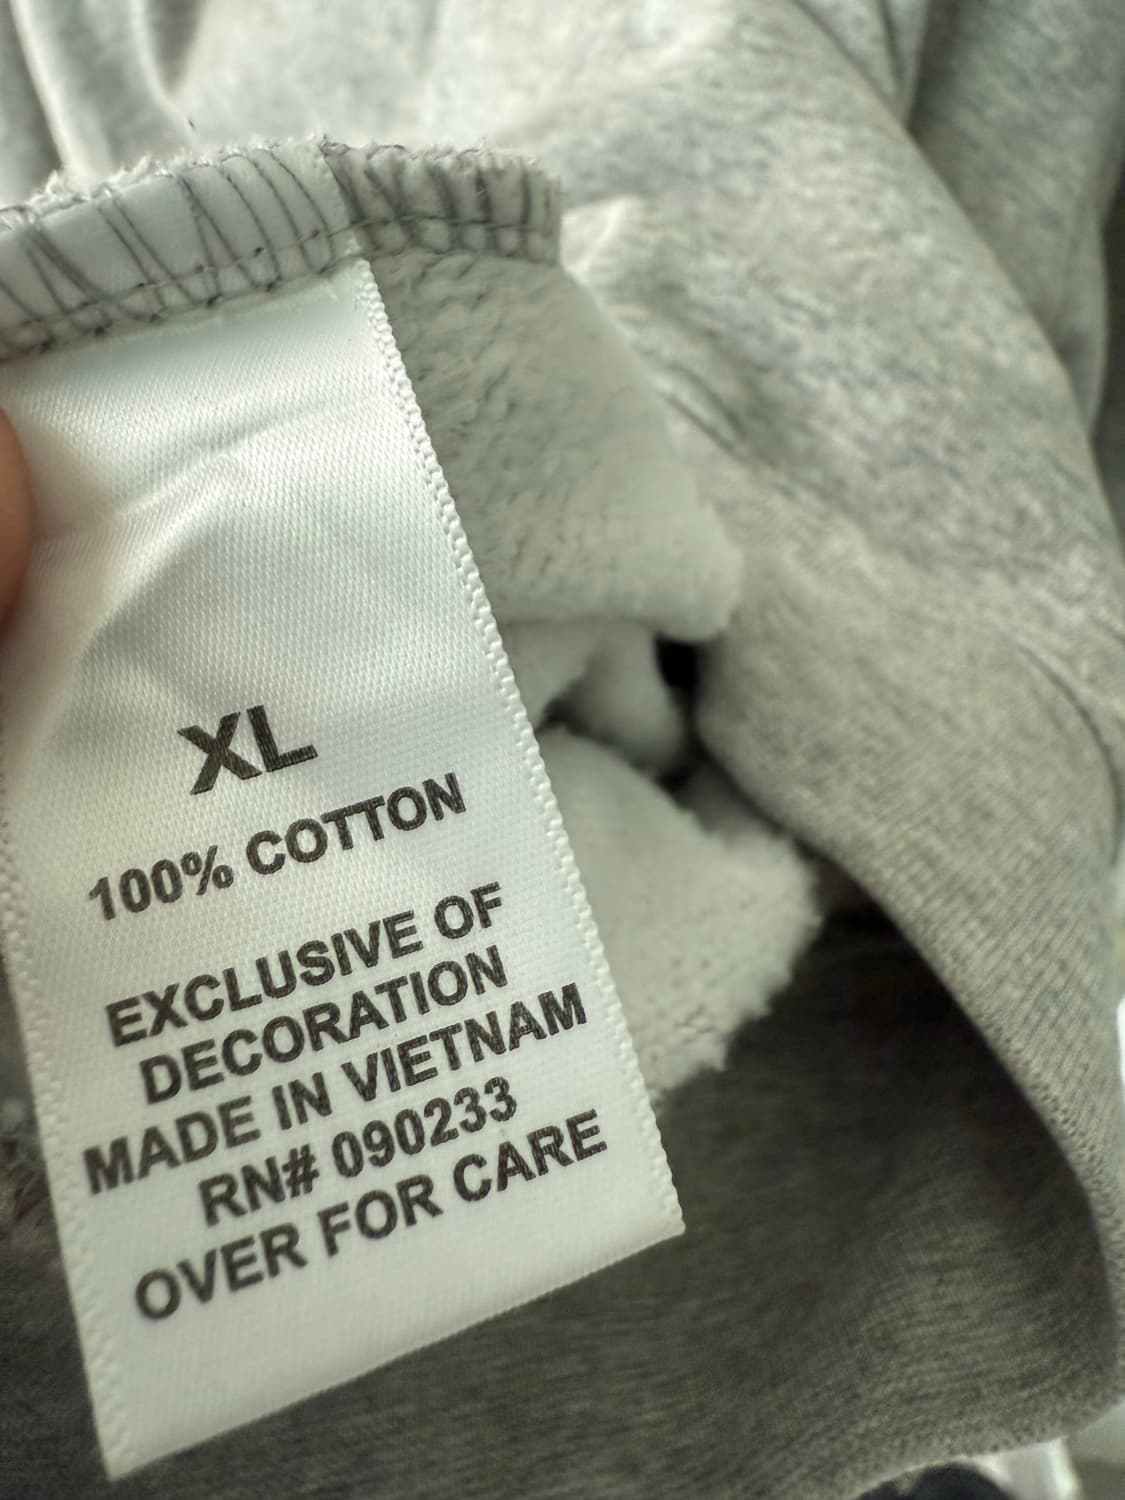 XL
100% COTTON
EXCLUSIVE OF
DECORATION
MADE IN VIETNAM
RN# 090233
OVER FOR CARE